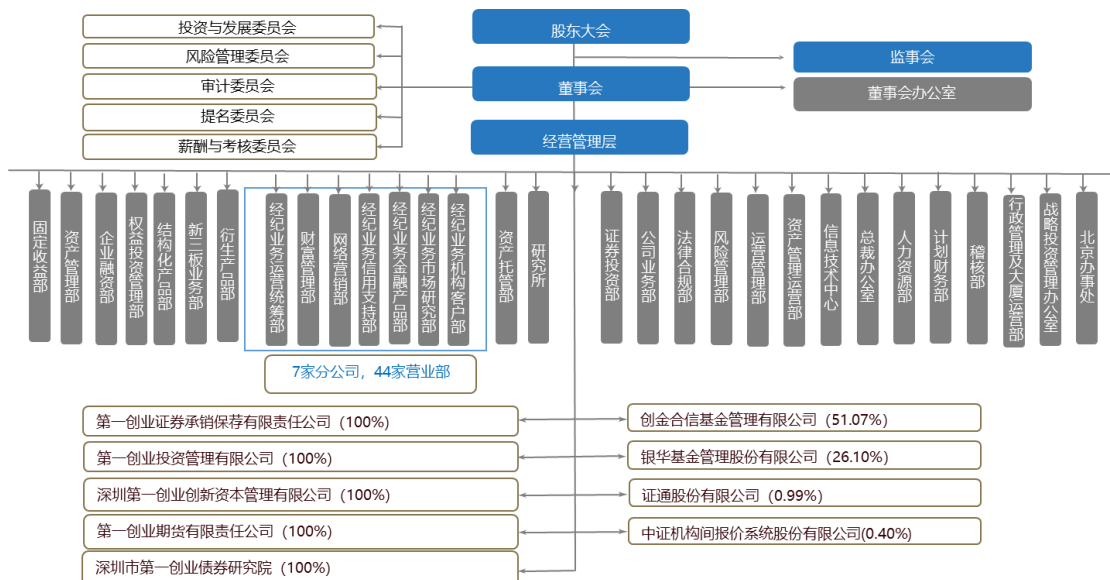 投资与发展委员会
风险管理委员会
审计委员会
提名委员会
薪酬与考核委员会
股东大会
董事会
经营管理层
监事会
董事会办公室
固定收益部
资产管理部
企业融资部
权益投资管理部
结构化产品部
新三板业务部
衍生产品部
经纪业务运营统筹部
财富管理部
网络营销部
经纪业务信用支持部
经纪业务金融产品部
经纪业务市场研究部
经纪业务机构客户部
资产托管部
研究所
证券投资部
公司业务部
法律合规部
风险管理部
运营管理部
资产管理运营部
信息技术中心
总裁办公室
人力资源部
计划财务部
稽核部
行政管理及大厦运营部
战略投资管理办公室
北京办事处
7家分公司，44家营业部
第一创业证券承销保荐有限责任公司（100%）
第一创业投资管理有限公司（100%）
深圳第一创业创新资本管理有限公司（100%）
第一创业期货有限责任公司（100%）
深圳市第一创业债券研究院（100%）
创金合信基金管理有限公司（51.07%）
银华基金管理股份有限公司（26.10%）
证通股份有限公司（0.99%）
中证机构间报价系统股份有限公司(0.40%)